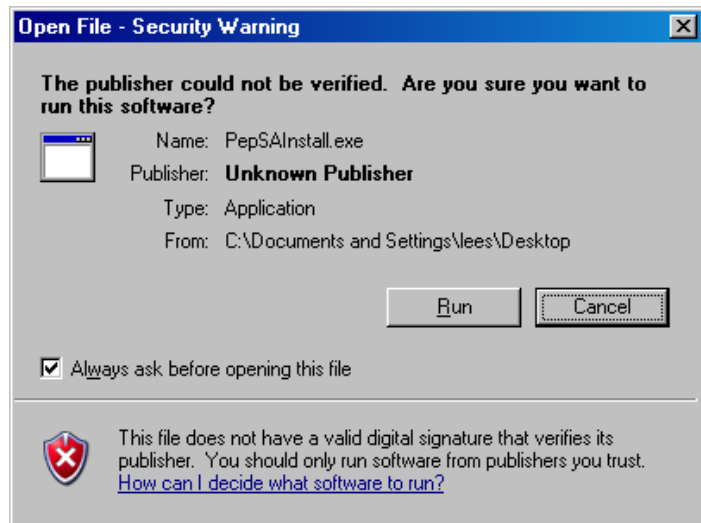 Open File - Security Warning
The publisher could not be verified.  Are you sure you want to
run this software?
Name: PepSAInstall.exe
Publisher: Unknown Publisher
Type: Application
From: C:\Documents and Settings\lees\Desktop
Run Cancel
Always ask before opening this file
This file does not have a valid digital signature that verifies its
publisher.  You should only run software from publishers you trust.
How can I decide what software to run?